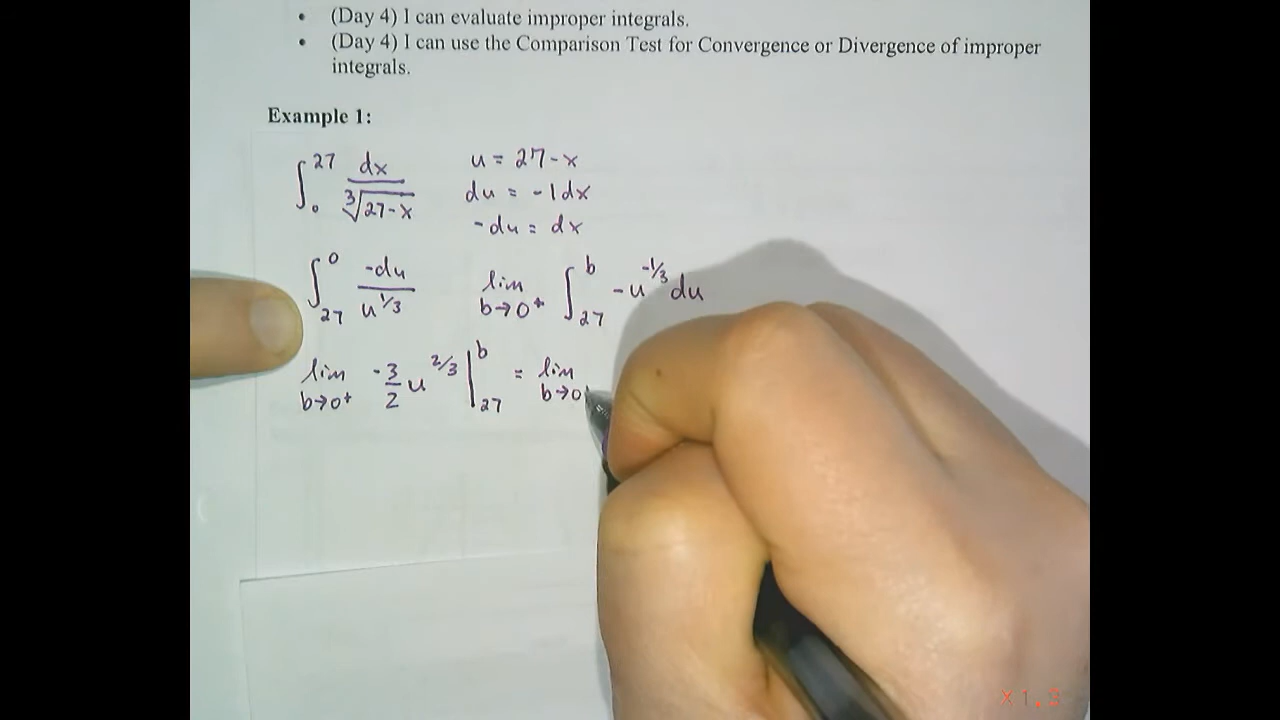 • (Day 4) I can evaluate improper integrals.
• (Day 4) I can use the Comparison Test for Convergence or Divergence of improper
integrals.
Example 1:
∫₀²⁷ dx/∛(27-x)
u = 27-x
du = -1dx
-du = dx
∫₂₇⁰ -du/u^(1/3)
lim b→0⁺ ∫₂₇ᵇ -u^(-1/3) du
lim b→0⁺ -3/2 u^(2/3) |₂₇ᵇ = lim b→0
×1.3